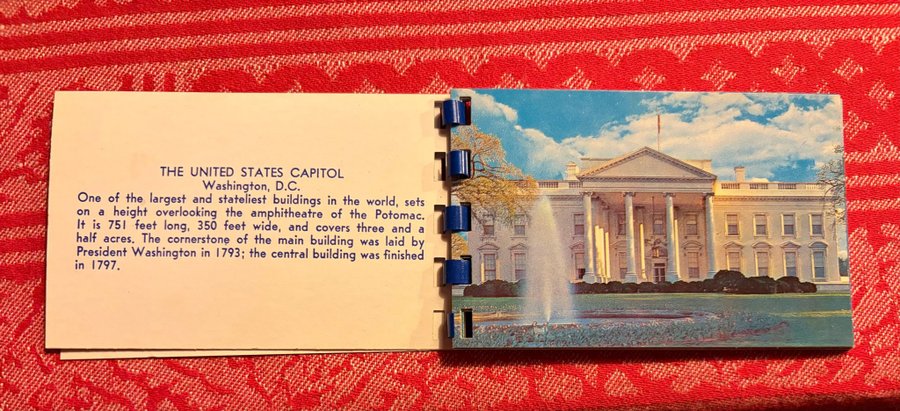 THE UNITED STATES CAPITOL
Washington, D.C.
One of the largest and stateliest buildings in the world, sets
on a height overlooking the amphitheatre of the Potomac.
It is 751 feet long, 350 feet wide, and covers three and a
half acres. The cornerstone of the main building was laid by
President Washington in 1793; the central building was finished
in 1797.